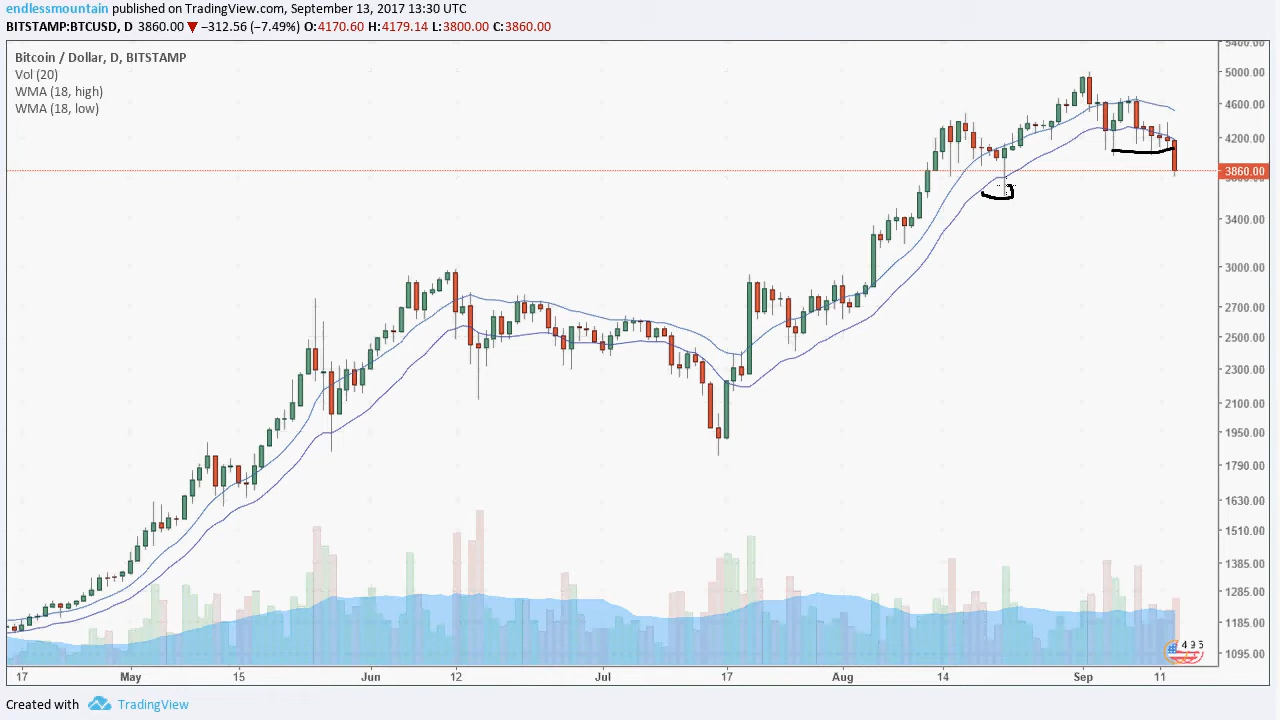 endlessmountain published on TradingView.com, September 13, 2017 13:30 UTC
BITSTAMP:BTCUSD, D 3860.00 ▼ −312.56 (−7.49%) O:4170.60 H:4179.14 L:3800.00 C:3860.00
Bitcoin / Dollar, D, BITSTAMP
Vol (20)
WMA (18, high)
WMA (18, low)
5400.00
5000.00
4600.00
4200.00
3860.00
3400.00
3000.00
2700.00
2500.00
2300.00
2100.00
1950.00
1790.00
1630.00
1510.00
1385.00
1285.00
1185.00
1095.00
17 May 15 Jun 12 Jul 17 Aug 14 Sep 11
Created with TradingView